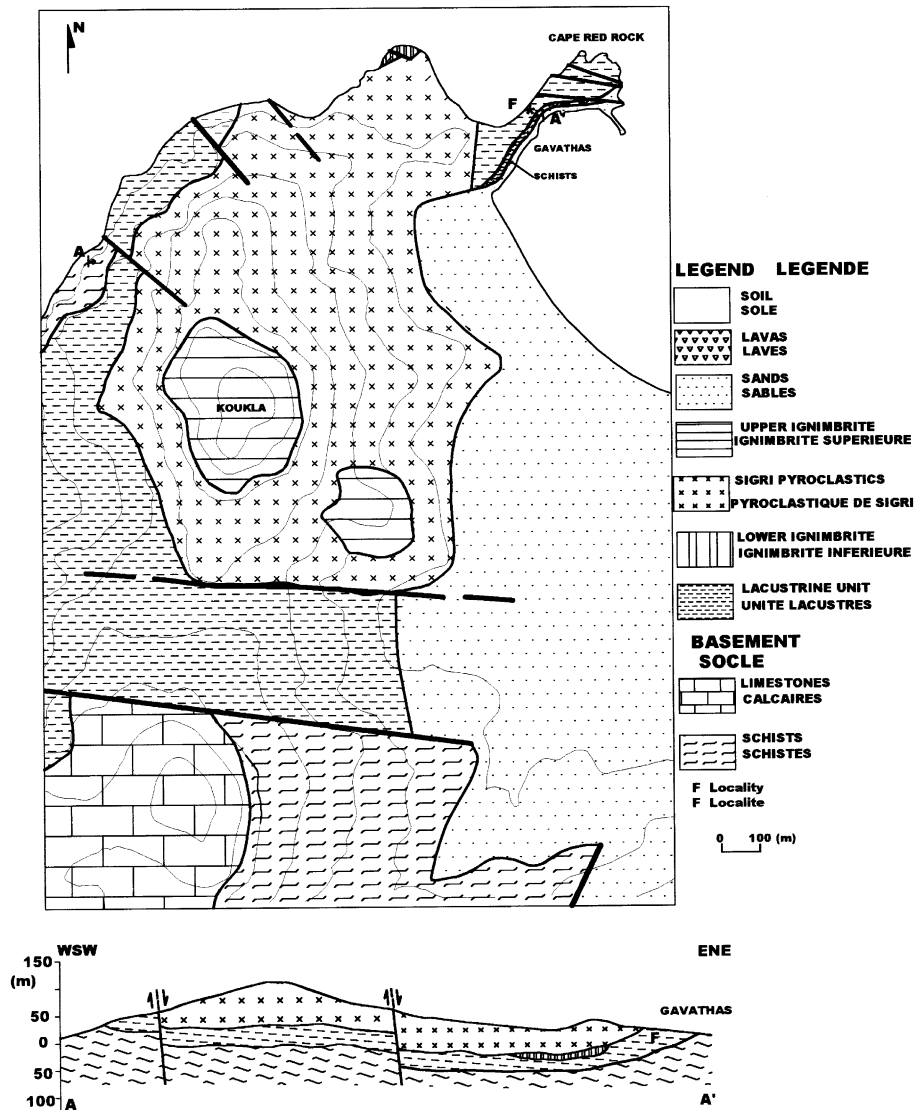 N
CAPE RED ROCK
F
A'
GAVATHAS
SCHISTS
A
KOUKLA
LEGEND LEGENDE
SOIL
SOLE
LAVAS
LAVES
SANDS
SABLES
UPPER IGNIMBRITE
IGNIMBRITE SUPERIEURE
SIGRI PYROCLASTICS
PYROCLASTIQUE DE SIGRI
LOWER IGNIMBRITE
IGNIMBRITE INFERIEURE
LACUSTRINE UNIT
UNITE LACUSTRES
BASEMENT
SOCLE
LIMESTONES
CALCAIRES
SCHISTS
SCHISTES
F Locality
F Localite
0 100 (m)
WSW
ENE
150
(m)
GAVATHAS
50
F
0
50
100
A
A'